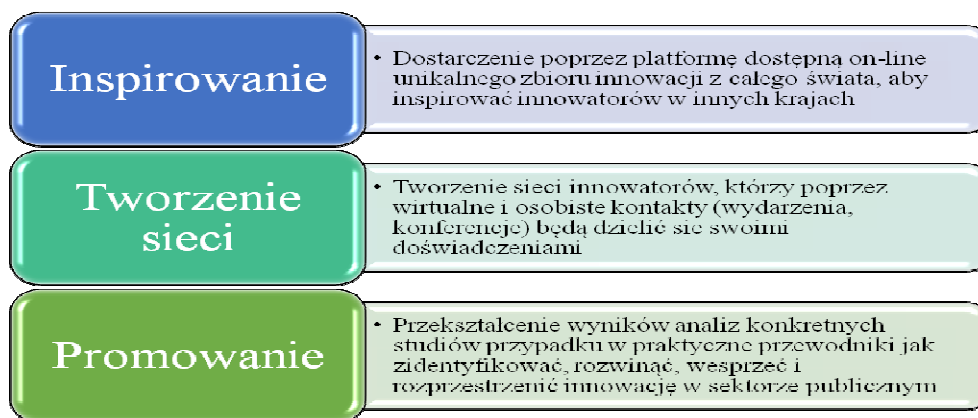 Inspirowanie
• Dostarczenie poprzez platformę dostępną on-line
unikalnego zbioru innowacji z całego świata, aby
inspirować innowatorów w innych krajach
Tworzenie
sieci
• Tworzenie sieci innowatorów, którzy poprzez
wirtualne i osobiste kontakty (wydarzenia,
konferencje) będą dzielić się swoimi
doświadczeniami
Promowanie
• Przekształcenie wyników analiz konkretnych
studiów przypadku w praktyczne przewodniki jak
zidentyfikować, rozwinąć, wesprzeć i
rozprzestrzenić innowację w sektorze publicznym